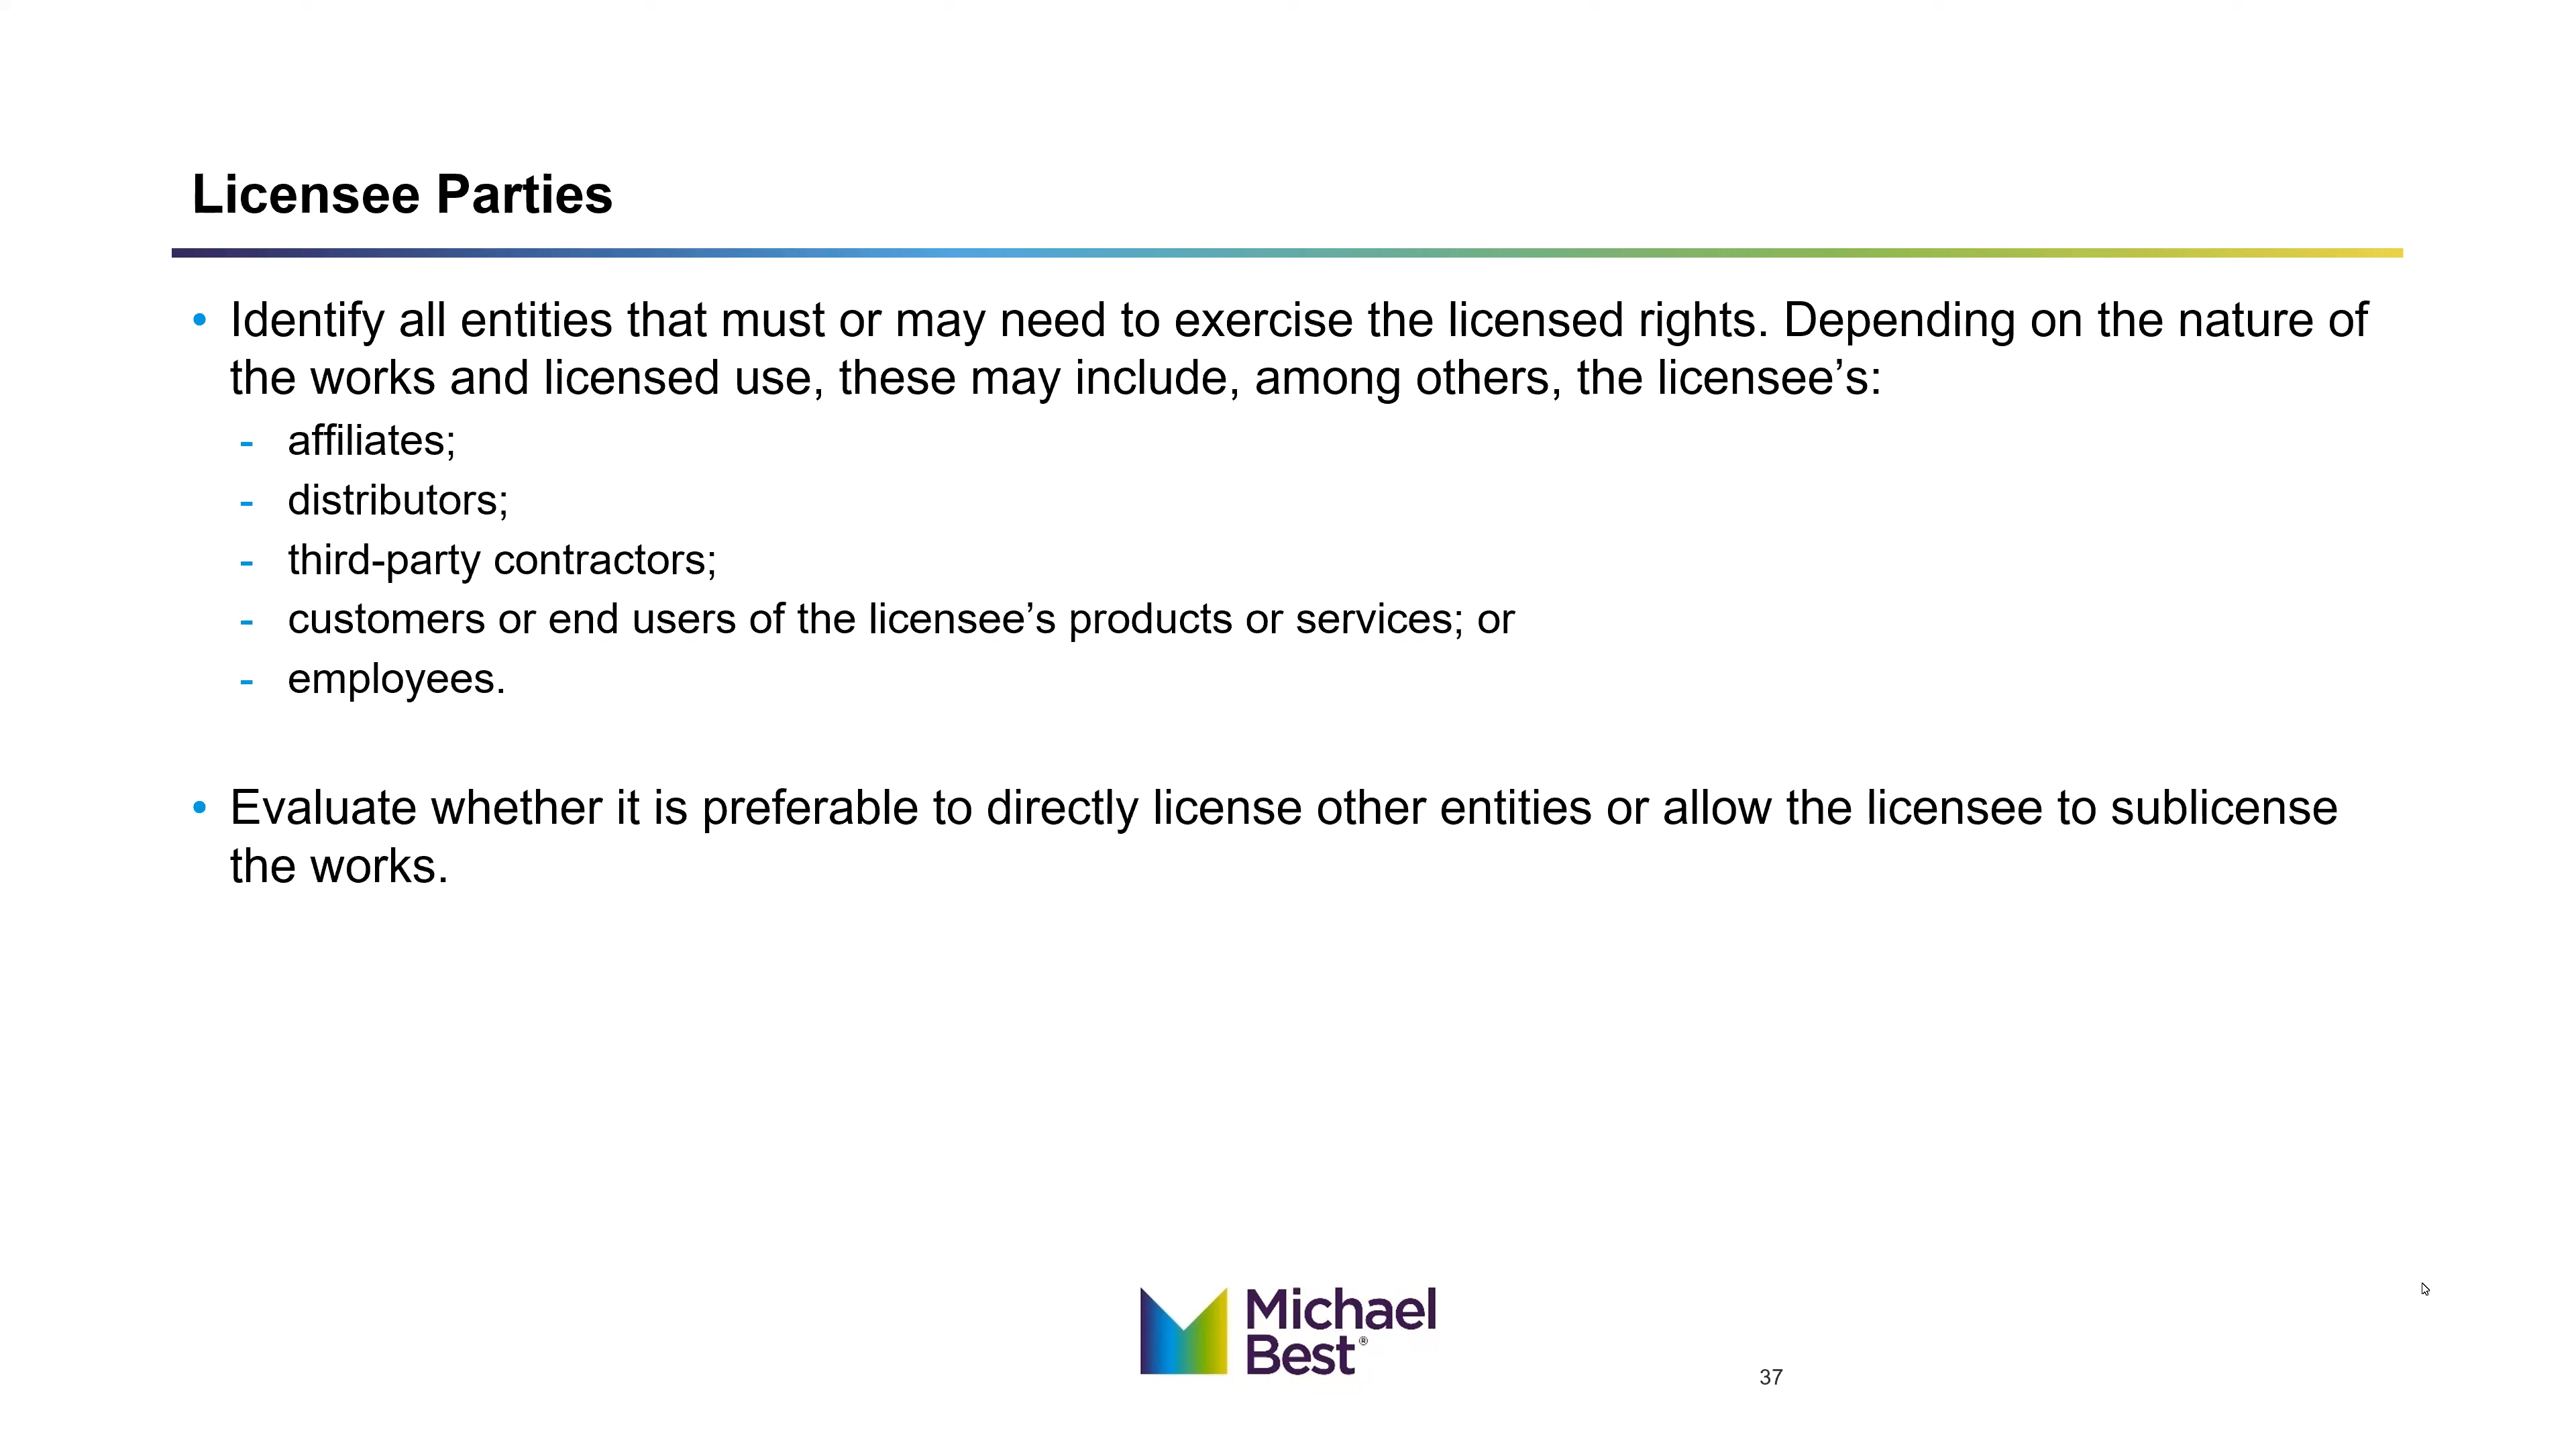 Licensee Parties
• Identify all entities that must or may need to exercise the licensed rights. Depending on the nature of
the works and licensed use, these may include, among others, the licensee’s:
- affiliates;
- distributors;
- third-party contractors;
- customers or end users of the licensee’s products or services; or
- employees.
• Evaluate whether it is preferable to directly license other entities or allow the licensee to sublicense
the works.
Michael
Best®
37